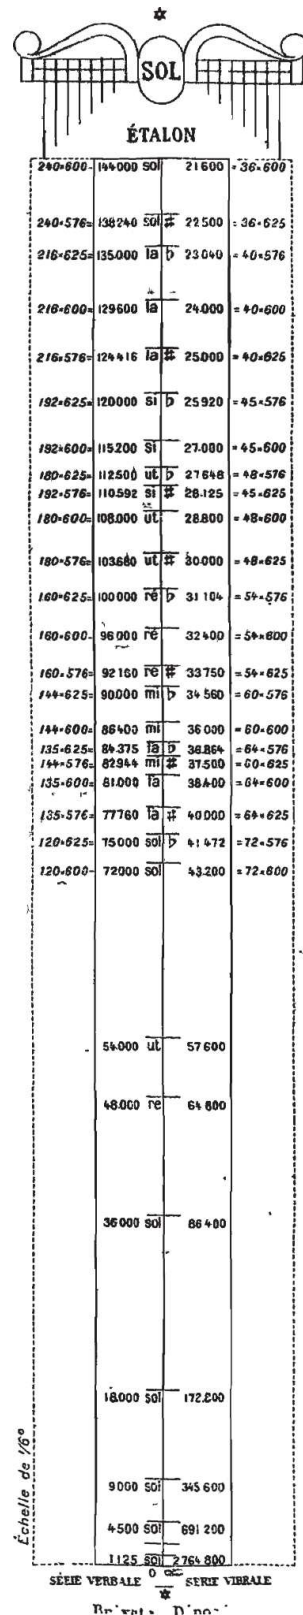 SOL
ÉTALON
240×600= 144000 sol 21600 =36×600
240×576= 138240 sol # 22500 =36×625
216×625= 135000 la b 23040 =40×576
216×600= 129600 la 24000 =40×600
216×576= 124416 la # 25000 =40×625
192×625= 120000 si b 25920 =45×576
192×600= 115200 si 27000 =45×600
180×625= 112500 ut b 27648 =48×576
192×576= 110592 si # 28125 =45×625
180×600= 108000 ut 28800 =48×600
180×576= 103680 ut # 30000 =48×625
160×625= 100000 re b 31104 =54×576
160×600= 96000 re 32400 =54×600
160×576= 92160 re # 33750 =54×625
144×625= 90000 mi b 34560 =60×576
144×600= 86400 mi 36000 =60×600
135×625= 84375 fa b 36864 =64×576
144×576= 82944 mi # 37500 =60×625
135×600= 81000 fa 38400 =64×600
135×576= 77760 fa # 40000 =64×625
120×625= 75000 sol b 41472 =72×576
120×600= 72000 sol 43200 =72×600
54000 ut 57600
48000 re 64800
36000 sol 86400
18000 sol 172800
9000 sol 345600
4500 sol 691200
1125 sol 2764800
Échelle de 1/6º
0 ∞
SÉRIE VERBALE SERIE VIBRALE